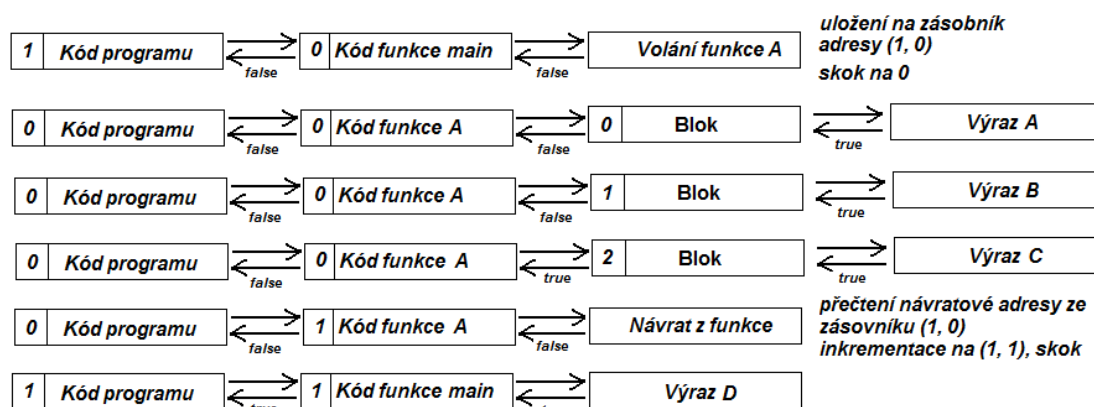 uložení na zásobník
adresy (1, 0)
skok na 0
1 Kód programu false 0 Kód funkce main false Volání funkce A
0 Kód programu false 0 Kód funkce A false 0 Blok true Výraz A
0 Kód programu false 0 Kód funkce A false 1 Blok true Výraz B
0 Kód programu false 0 Kód funkce A true 2 Blok true Výraz C
přečtení návratové adresy ze
zásovníku (1, 0)
inkrementace na (1, 1), skok
0 Kód programu false 1 Kód funkce A false Návrat z funkce
1 Kód programu 1 Kód funkce main Výraz D